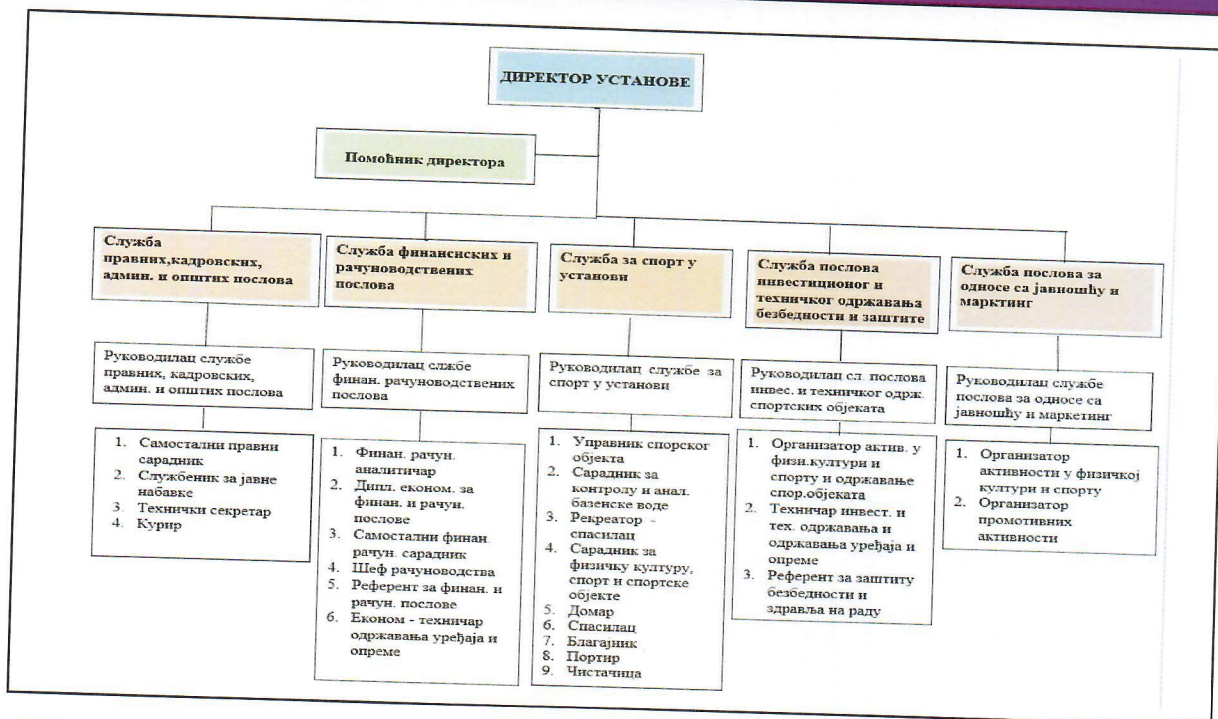 ДИРЕКТОР УСТАНОВЕ
Помоћник директора
Служба
правних,кадровских,
админ. и општих послова
Служба финансиских и
рачуноводствених
послова
Служба за спорт у
установи
Служба послова
инвестиционог и
техничког одржавања
безбедности и заштите
Служба послова за
односе са јавношћу и
марктинг
Руководилац службе
правних, кадровских,
админ. и општих послова
Руководилац слжбе
финан. рачуноводствених
послова
Руководилац службе за
спорт у установи
Руководилац сл. послова
инвес. и техничког одрж.
спортских објеката
Руководилац службе
послова за односе са
јавношћу и маркетинг
1. Самостални правни
сарадник
2. Службеник за јавне
набавке
3. Технички секретар
4. Курир
1. Финан. рачун.
аналитичар
2. Дипл. економ. за
финан. и рачун.
послове
3. Самостални финан.
рачун. сарадник
4. Шеф рачуноводства
5. Референт за финан. и
рачун. послове
6. Економ - техничар
одржавања уређаја и
опреме
1. Управник спорског
објекта
2. Сарадник за
контролу и анал.
базенске воде
3. Рекреатор -
спасилац
4. Сарадник за
физичку културу,
спорт и спортске
објекте
5. Домар
6. Спасилац
7. Благајник
8. Портир
9. Чистачица
1. Организатор актив. у
физи.културi и
спорту и одржавање
спор.објеката
2. Техничар инвест. и
тех. одржавања и
одржавања уређаја и
опреме
3. Референт за заштиту
безбедности и
здравља на раду
1. Организатор
активности у физичкој
култури и спорту
2. Организатор
промотивних
активности